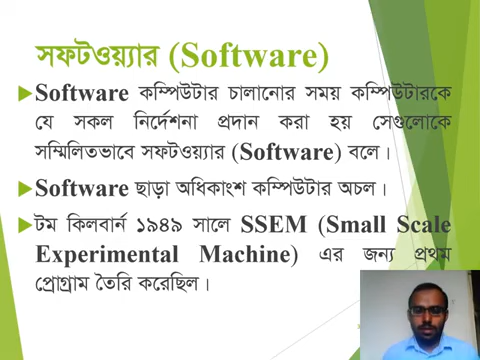 সফটওয়্যার (Software)
Software কম্পিউটার চালানোর সময় কম্পিউটারকে
যে সকল নির্দেশনা প্রদান করা হয় সেগুলোকে
সম্মিলিতভাবে সফটওয়্যার (Software) বলে।
Software ছাড়া অধিকাংশ কম্পিউটার অচল।
টম কিলবার্ন ১৯৪৯ সালে SSEM (Small Scale
Experimental Machine) এর জন্য প্রথম
প্রোগ্রাম তৈরি করেছিল।